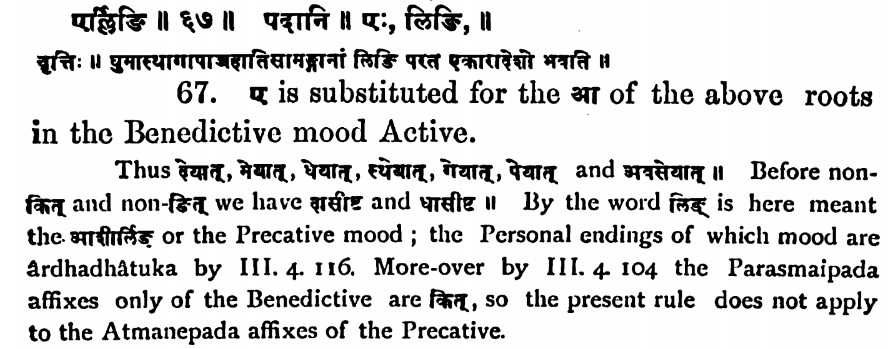 एर्लिङि ॥ ६७ ॥ पदानि ॥ एः, लिङि, ॥
वृत्तिः ॥ घुमास्थागापाजहातिसामङ्गानां लिङि परत एकारादेशो भवति ॥
67. ए is substituted for the आ of the above roots
in the Benedictive mood Active.
Thus देयात्, मेयात्, धेयात्, स्थेयात्, गेयात्, पेयात् and अवसेयात् ॥ Before non-
कित् and non-ङित् we have दासीष्ट and धासीष्ट ॥ By the word लिङ् is here meant
the आशीर्लिङ् or the Precative mood ; the Personal endings of which mood are
ârdhadhâtuka by III. 4. 116. More-over by III. 4. 104 the Parasmaipada
affixes only of the Benedictive are कित्, so the present rule does not apply
to the Atmanepada affixes of the Precative.